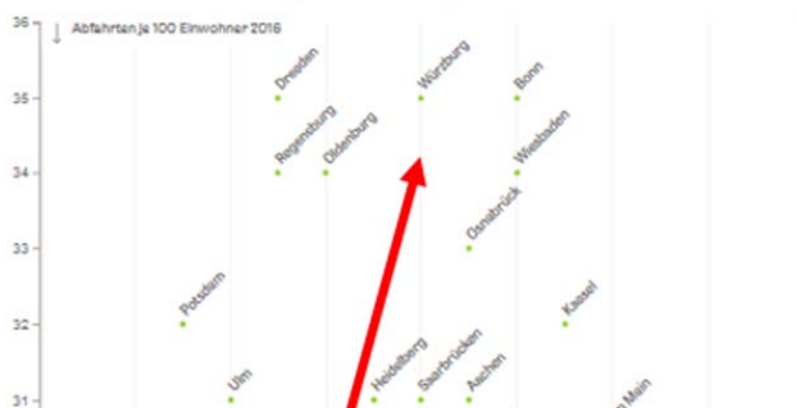 36
Abfahrten je 100 Einwohner 2016
Dresden
Würzburg
Bonn
35
Regensburg
Oldenburg
Wiesbaden
34
Osnabrück
33
Potsdam
Kassel
32
Ulm
Heidelberg
Saarbrücken
Aachen
Main
31